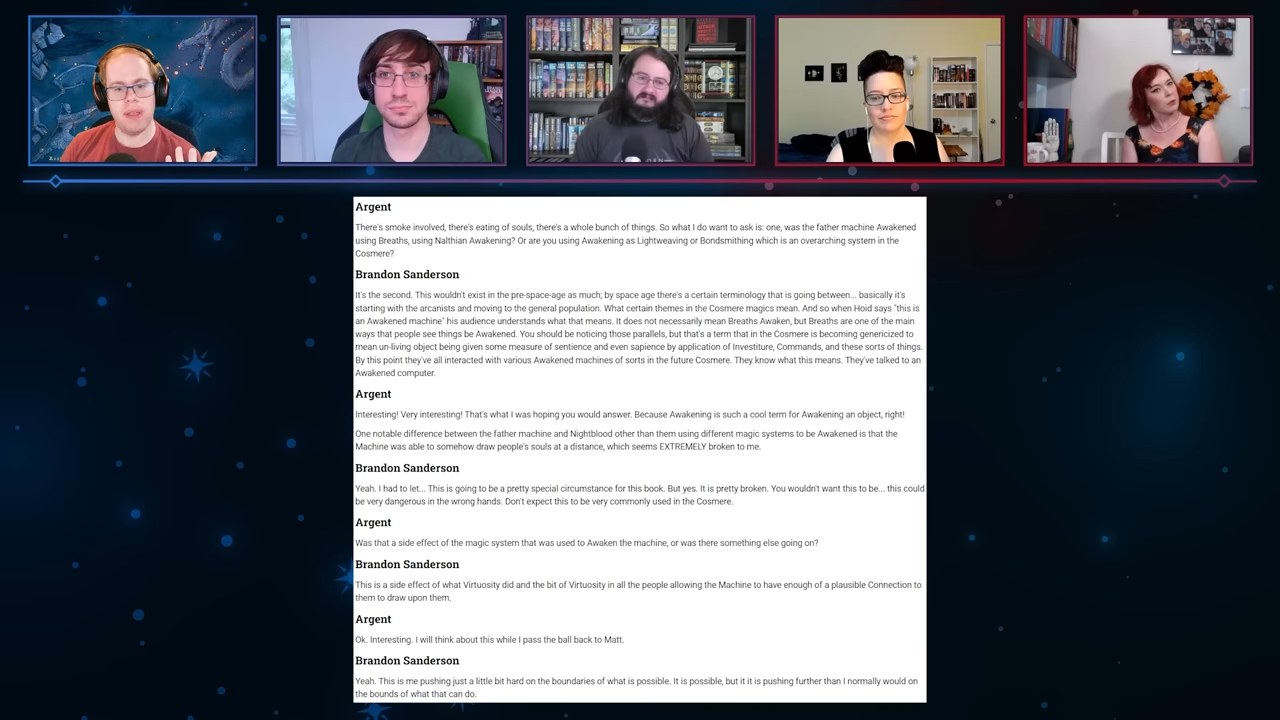 Argent
There's smoke involved, there's eating of souls, there's a whole bunch of things. So what I do want to ask is: one, was the father machine Awakened
using Breaths, using Nalthian Awakening? Or are you using Awakening as Lightweaving or Bondsmithing which is an overarching system in the
Cosmere?
Brandon Sanderson
It's the second. This wouldn't exist in the pre-space-age as much; by space age there's a certain terminology that is going between... basically it's
starting with the arcanists and moving to the general population. What certain themes in the Cosmere magics mean. And so when Hoid says "this is
an Awakened machine" his audience understands what that means. It does not necessarily mean Breaths Awaken, but Breaths are one of the main
ways that people see things be Awakened. You should be noticing those parallels, but that's a term that in the Cosmere is becoming genericized to
mean un-living object being given some measure of sentience and even sapience by application of Investiture, Commands, and these sorts of things.
By this point they've all interacted with various Awakened machines of sorts in the future Cosmere. They know what this means. They've talked to an
Awakened computer.
Argent
Interesting! Very interesting! That's what I was hoping you would answer. Because Awakening is such a cool term for Awakening an object, right!
One notable difference between the father machine and Nightblood other than them using different magic systems to be Awakened is that the
Machine was able to somehow draw people's souls at a distance, which seems EXTREMELY broken to me.
Brandon Sanderson
Yeah. I had to let... This is going to be a pretty special circumstance for this book. But yes. It is pretty broken. You wouldn't want this to be... this could
be very dangerous in the wrong hands. Don't expect this to be very commonly used in the Cosmere.
Argent
Was that a side effect of the magic system that was used to Awaken the machine, or was there something else going on?
Brandon Sanderson
This is a side effect of what Virtuosity did and the bit of Virtuosity in all the people allowing the Machine to have enough of a plausible Connection to
them to draw upon them.
Argent
Ok. Interesting. I will think about this while I pass the ball back to Matt.
Brandon Sanderson
Yeah. This is me pushing just a little bit hard on the boundaries of what is possible. It is possible, but it it is pushing further than I normally would on
the bounds of what that can do.